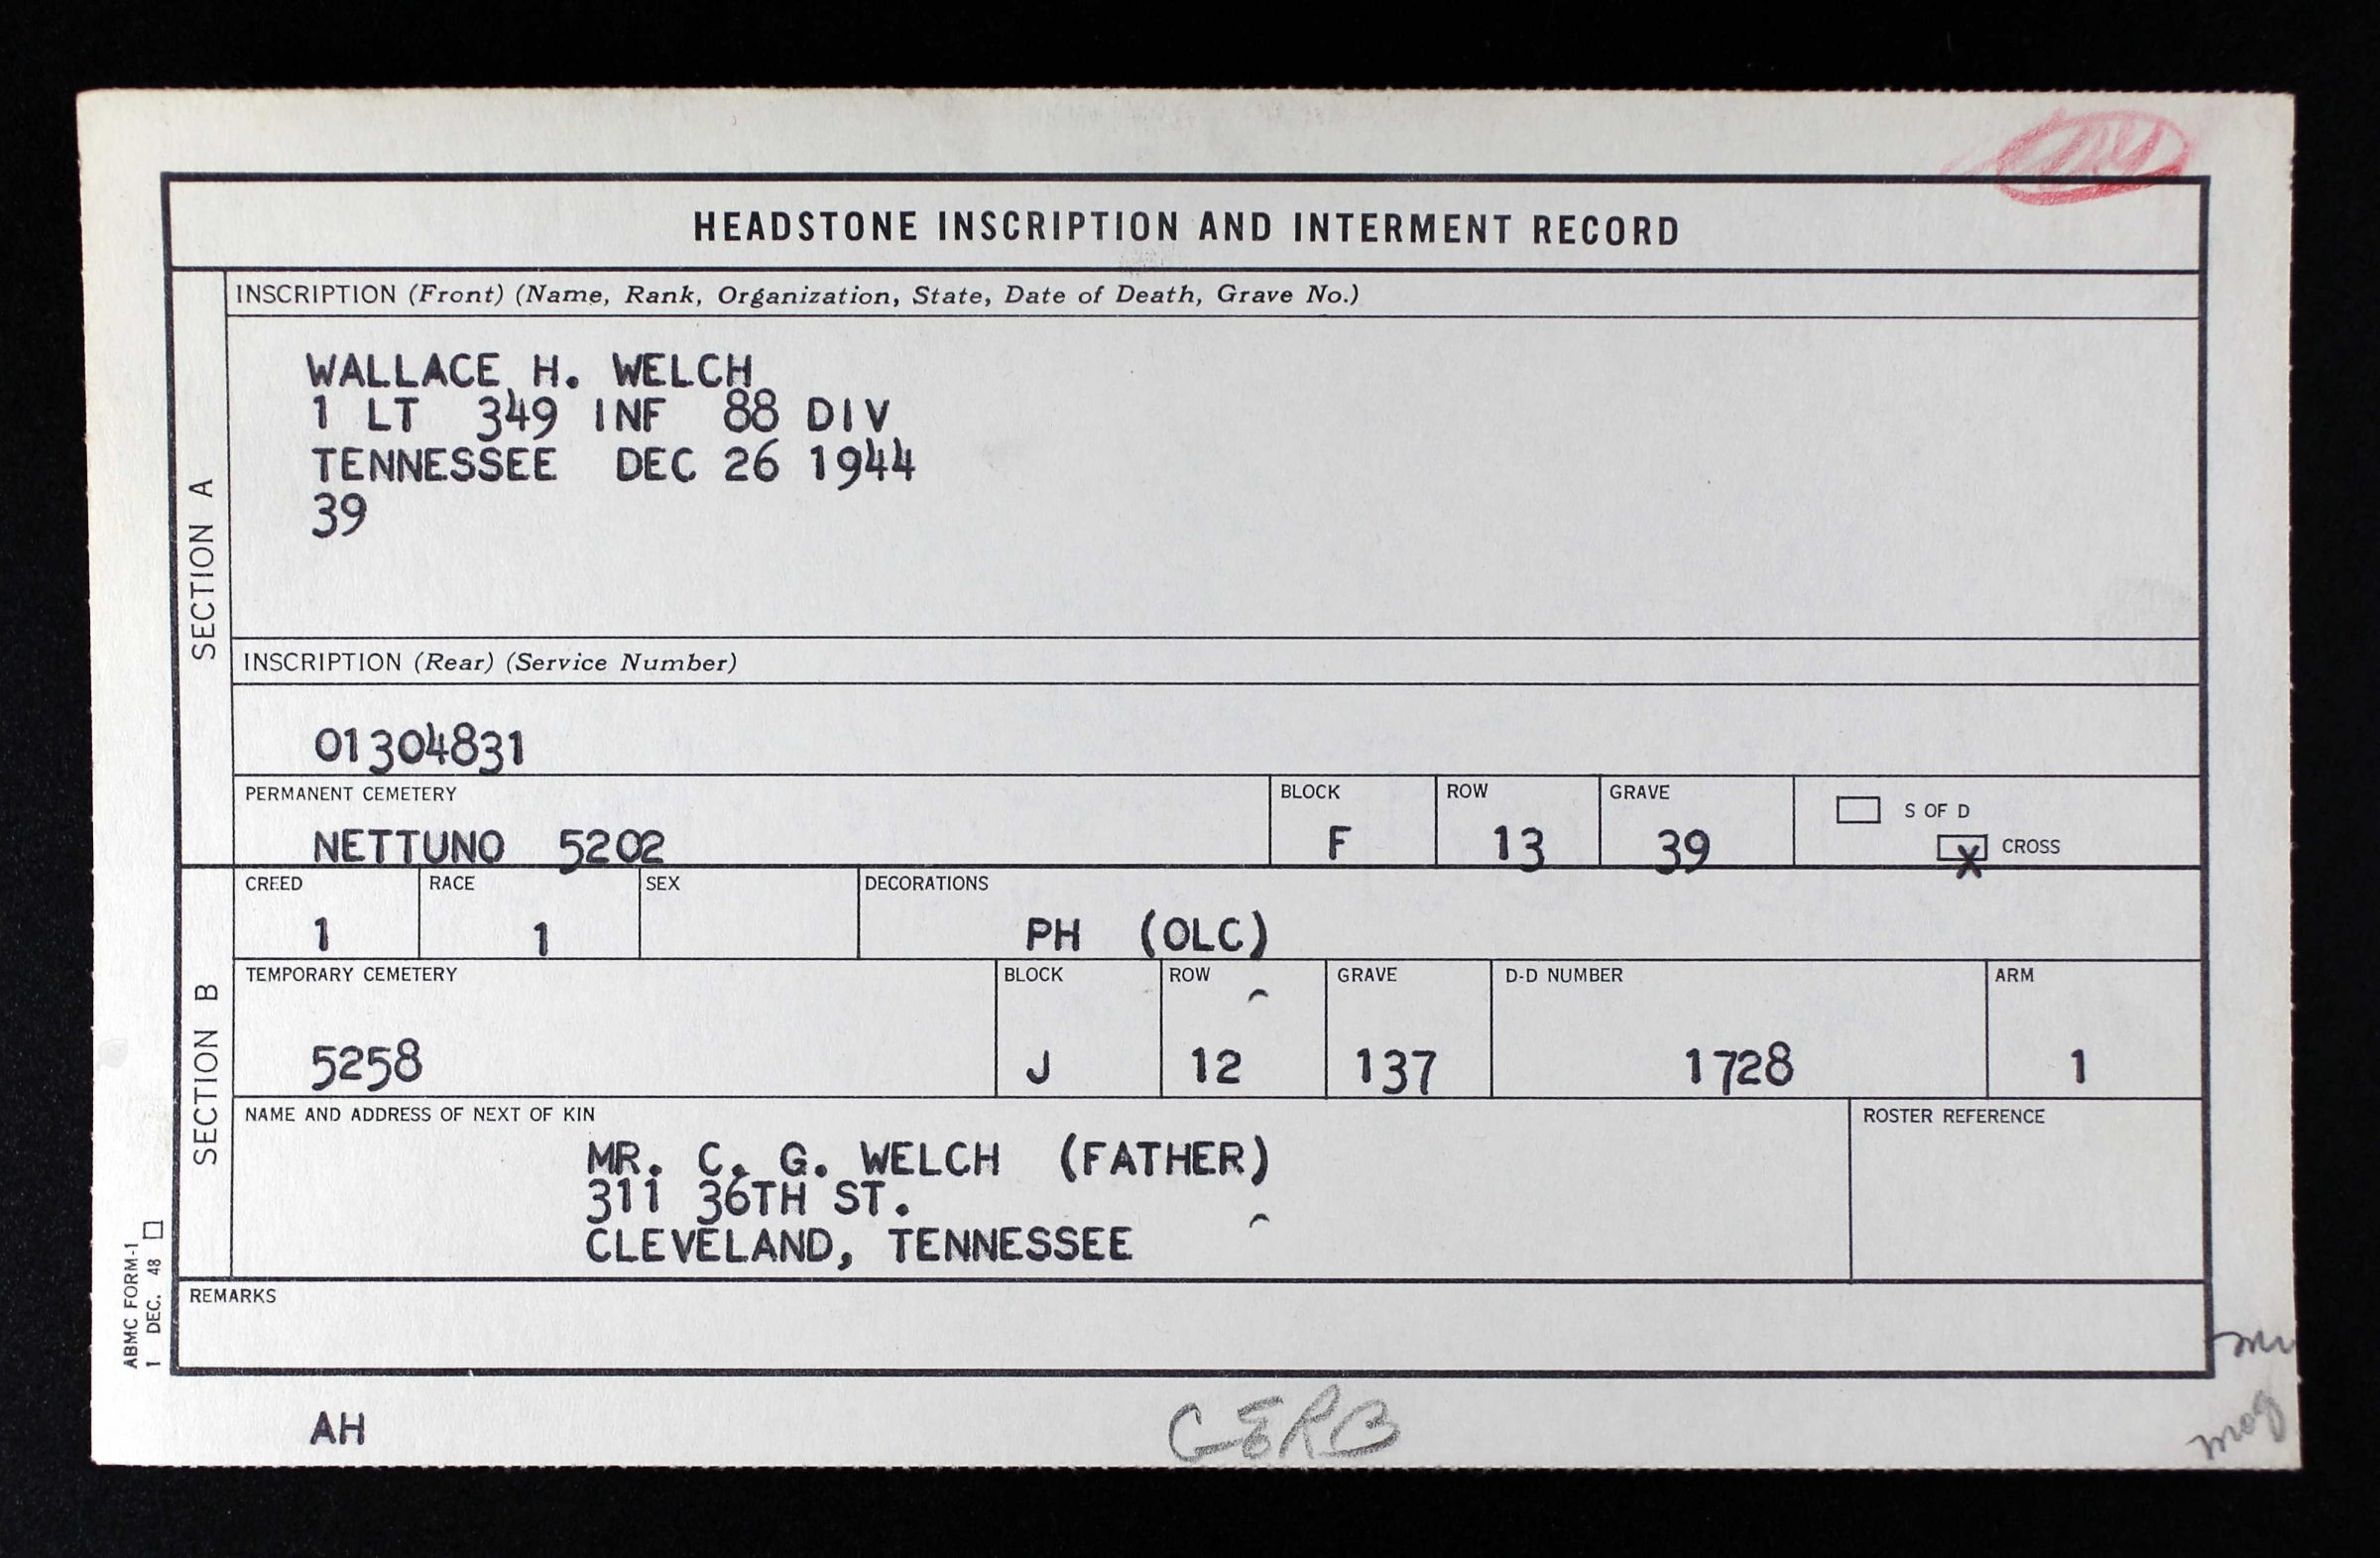 HEADSTONE INSCRIPTION AND INTERMENT RECORD
SECTION A
INSCRIPTION (Front) (Name, Rank, Organization, State, Date of Death, Grave No.)
WALLACE H. WELCH
1 LT 349 INF 88 DIV
TENNESSEE DEC 26 1944
39
INSCRIPTION (Rear) (Service Number)
01304831
PERMANENT CEMETERY BLOCK ROW GRAVE S OF D
NETTUNO 5202 F 13 39 X CROSS
SECTION B
CREED RACE SEX DECORATIONS
1 1 PH (OLC)
TEMPORARY CEMETERY BLOCK ROW GRAVE D-D NUMBER ARM
5258 J 12 137 1728 1
NAME AND ADDRESS OF NEXT OF KIN ROSTER REFERENCE
MR. C. G. WELCH (FATHER)
311 36TH ST.
CLEVELAND, TENNESSEE
REMARKS
ABMC FORM-1
1 DEC. 48
AH
CERB